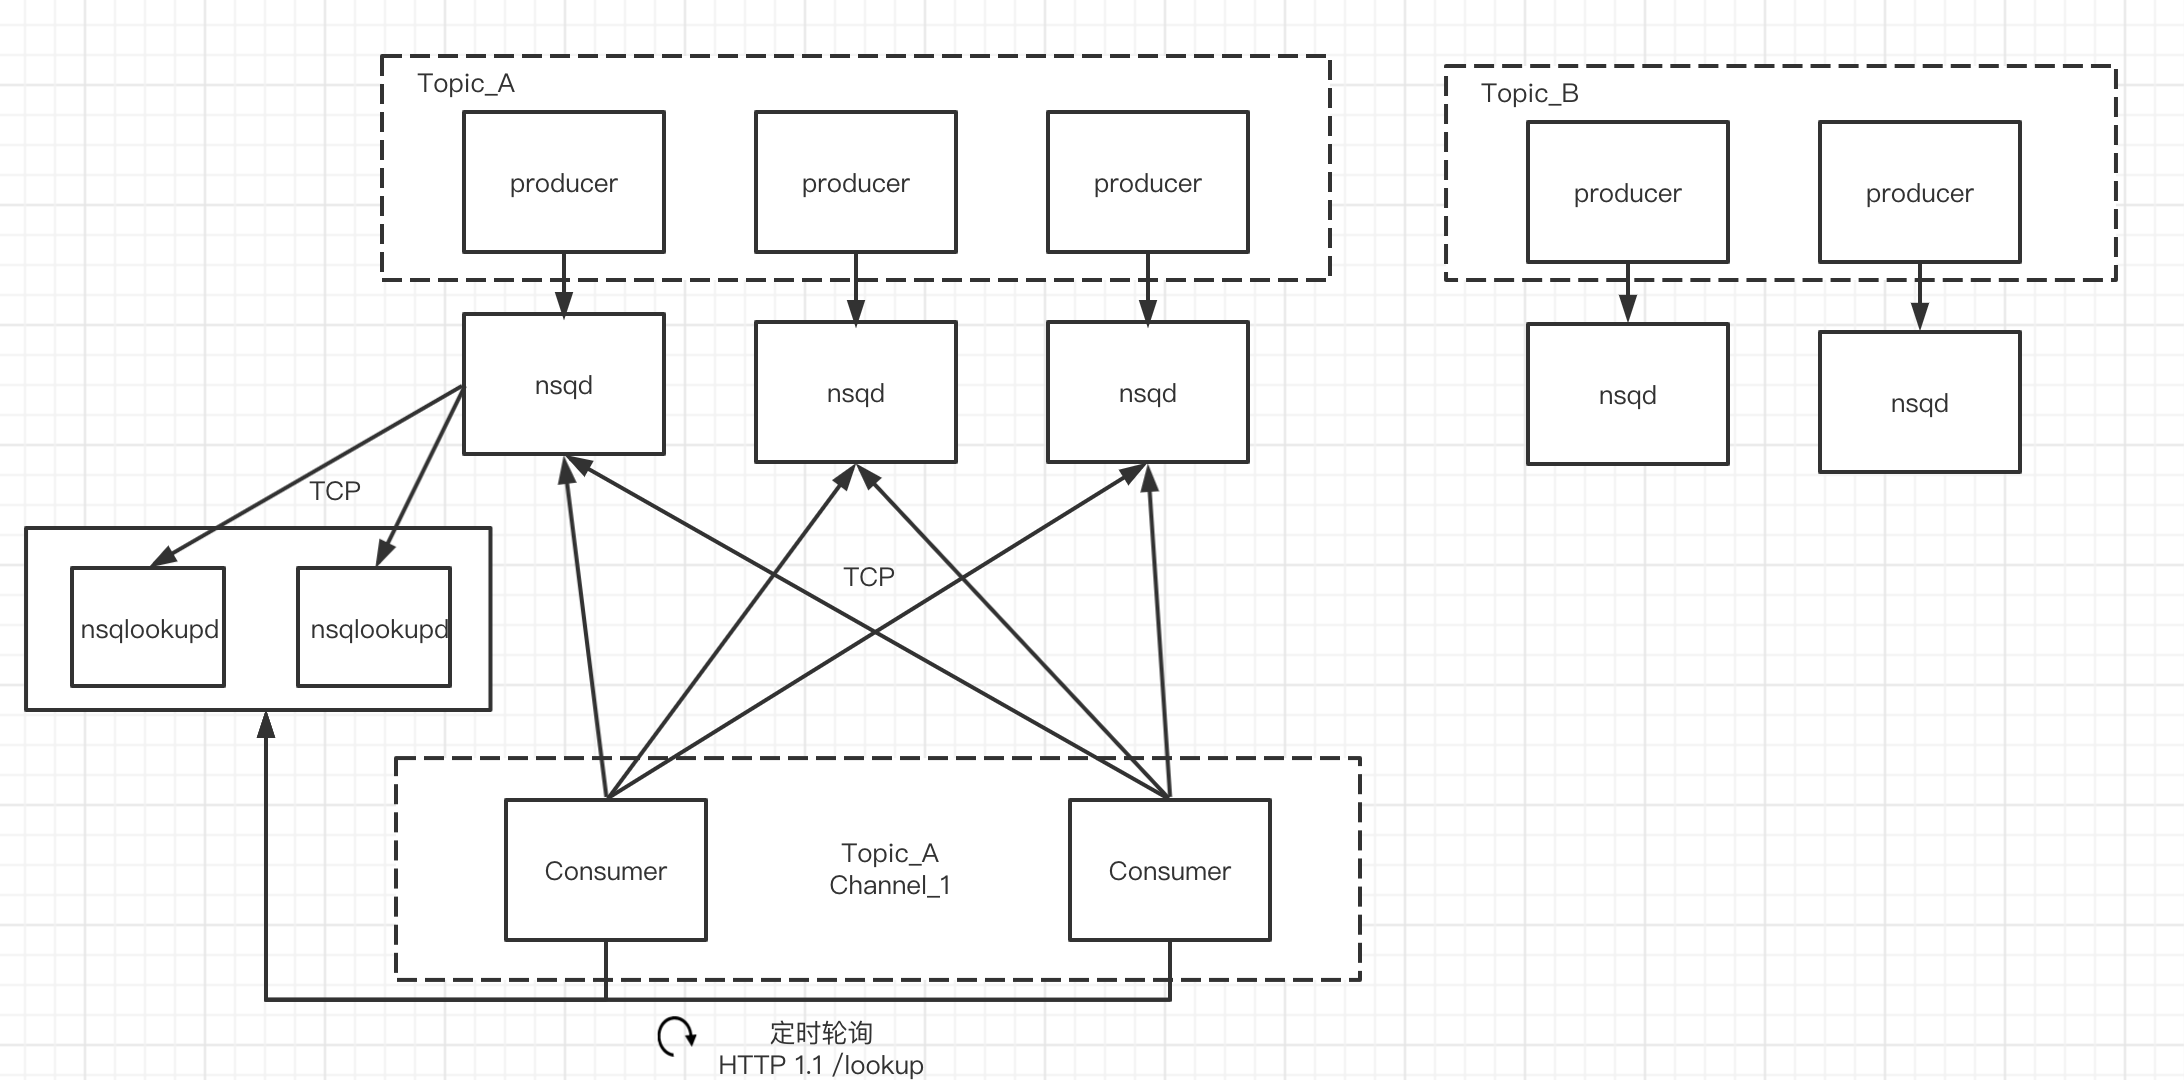 Topic_A
producer
producer
producer
Topic_B
producer
producer
nsqd
nsqd
nsqd
nsqd
nsqd
TCP
TCP
nsqlookupd
nsqlookupd
Consumer
Topic_A
Channel_1
Consumer
定时轮询
HTTP 1.1 /lookup